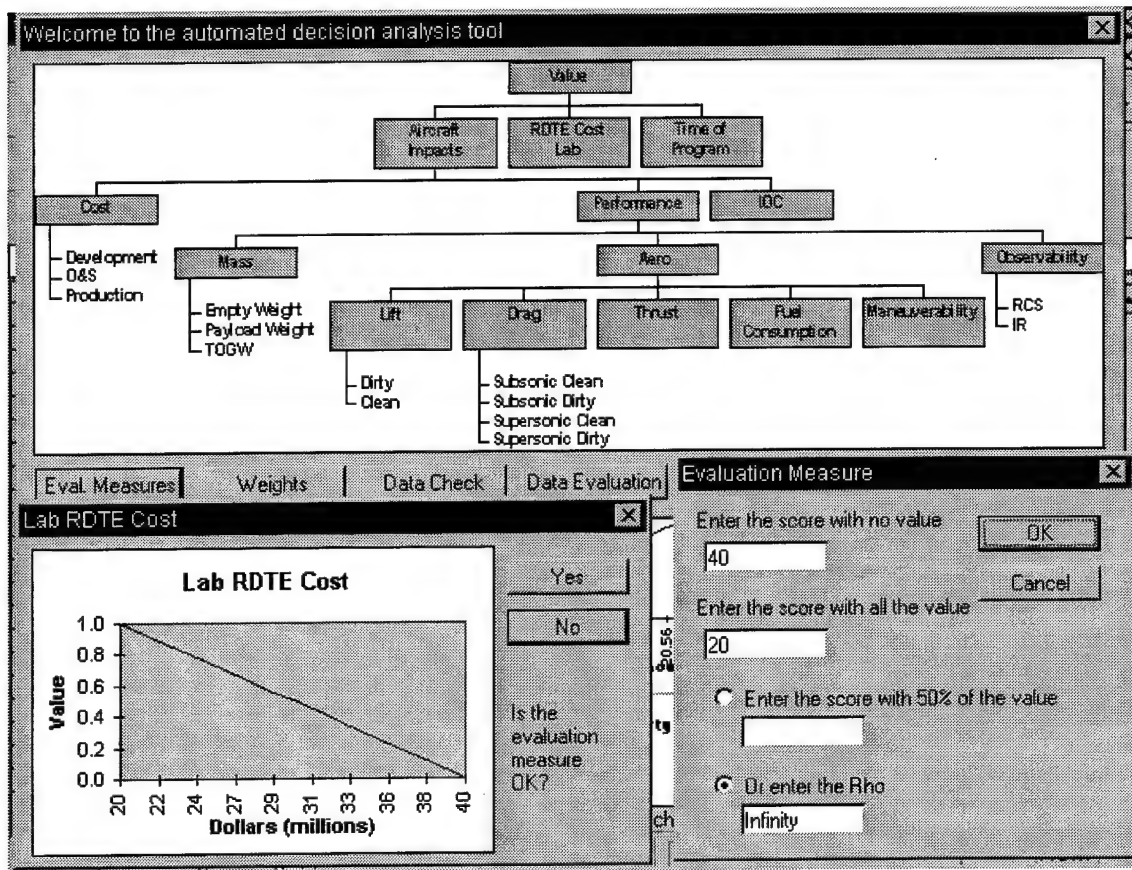 Welcome to the automated decision analysis tool
Value
Aircraft Impacts
RDTE Cost Lab
Time of Program
Cost
Performance
IOC
Development
O&S
Production
Mass
Aero
Observability
Empty Weight
Payload Weight
TOGW
Lift
Drag
Thrust
Fuel Consumption
Maneuverability
RCS
IR
Dirty
Clean
Subsonic Clean
Subsonic Dirty
Supersonic Clean
Supersonic Dirty
Eval. Measures
Weights
Data Check
Data Evaluation
Lab RDTE Cost
Lab RDTE Cost
Value
1.0
0.8
0.6
0.4
0.2
0.0
20 22 24 27 29 31 33 36 38 40
Dollars (millions)
Yes
No
Is the
evaluation
measure
OK?
20.56
ty
ch
Evaluation Measure
Enter the score with no value
40
OK
Cancel
Enter the score with all the value
20
Enter the score with 50% of the value
Or enter the Rho
Infinity